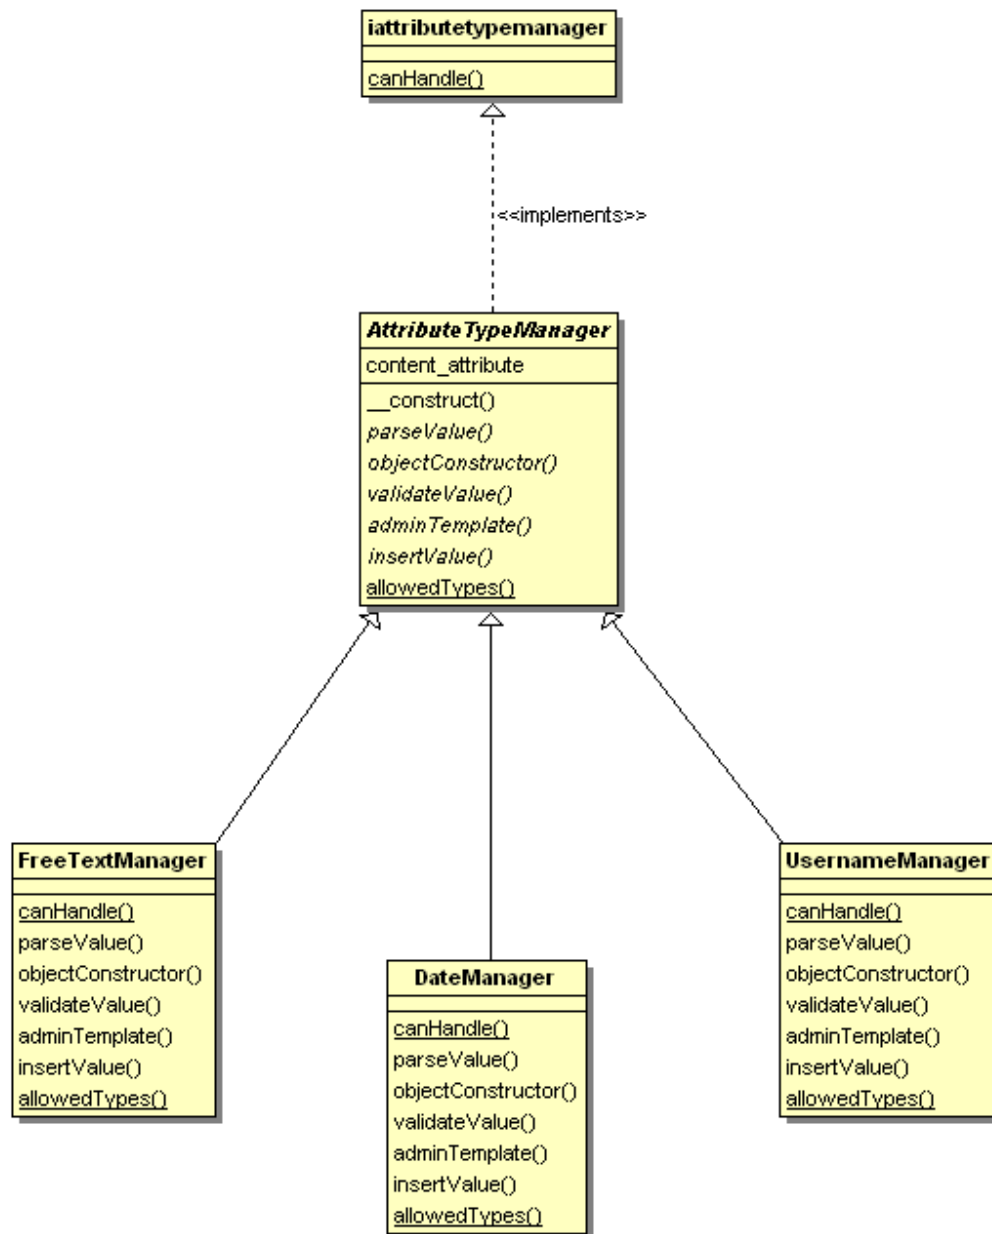 iattributetypemanager
canHandle()
<<implements>>
AttributeTypeManager
content_attribute
__construct()
parseValue()
objectConstructor()
validateValue()
adminTemplate()
insertValue()
allowedTypes()
FreeTextManager
canHandle()
parseValue()
objectConstructor()
validateValue()
adminTemplate()
insertValue()
allowedTypes()
DateManager
canHandle()
parseValue()
objectConstructor()
validateValue()
adminTemplate()
insertValue()
allowedTypes()
UsernameManager
canHandle()
parseValue()
objectConstructor()
validateValue()
adminTemplate()
insertValue()
allowedTypes()